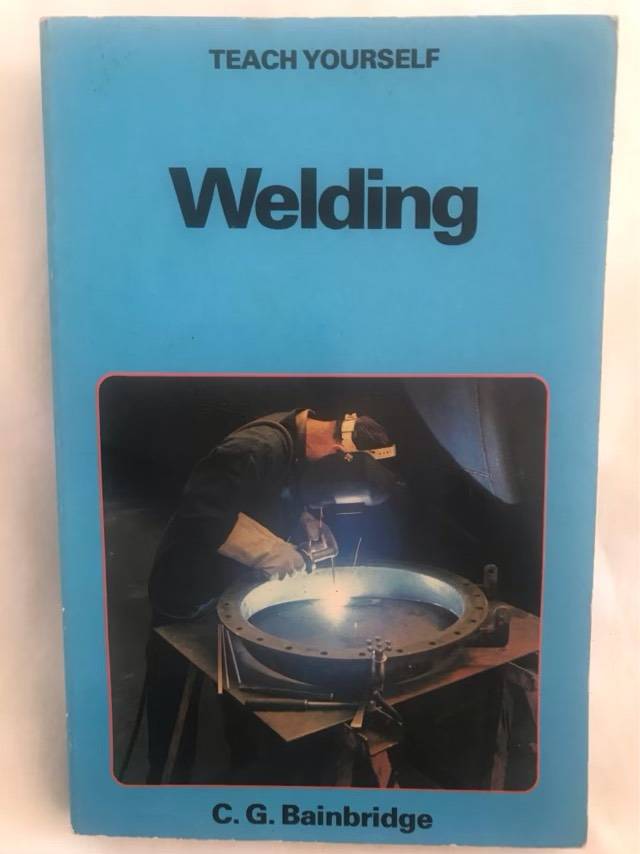 TEACH YOURSELF
Welding
C. G. Bainbridge